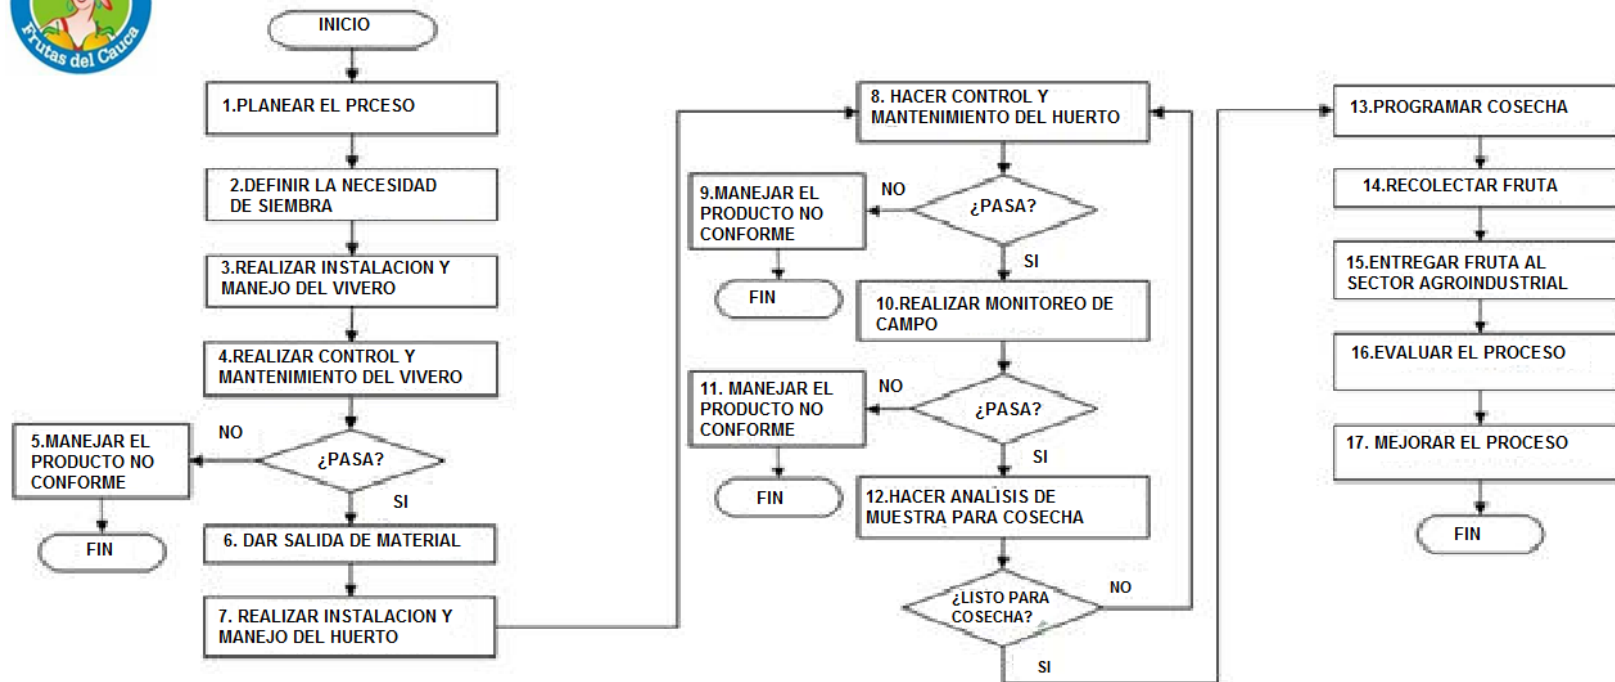 Frutas del Cauca
INICIO
1.PLANEAR EL PRCESO
2.DEFINIR LA NECESIDAD
DE SIEMBRA
3.REALIZAR INSTALACION Y
MANEJO DEL VIVERO
4.REALIZAR CONTROL Y
MANTENIMIENTO DEL VIVERO
¿PASA?
NO
5.MANEJAR EL
PRODUCTO NO
CONFORME
FIN
SI
6. DAR SALIDA DE MATERIAL
7. REALIZAR INSTALACION Y
MANEJO DEL HUERTO
8. HACER CONTROL Y
MANTENIMIENTO DEL HUERTO
¿PASA?
NO
9.MANEJAR EL
PRODUCTO NO
CONFORME
FIN
SI
10.REALIZAR MONITOREO DE
CAMPO
¿PASA?
NO
11. MANEJAR EL
PRODUCTO NO
CONFORME
FIN
SI
12.HACER ANALISIS DE
MUESTRA PARA COSECHA
¿LISTO PARA
COSECHA?
NO
SI
13.PROGRAMAR COSECHA
14.RECOLECTAR FRUTA
15.ENTREGAR FRUTA AL
SECTOR AGROINDUSTRIAL
16.EVALUAR EL PROCESO
17. MEJORAR EL PROCESO
FIN